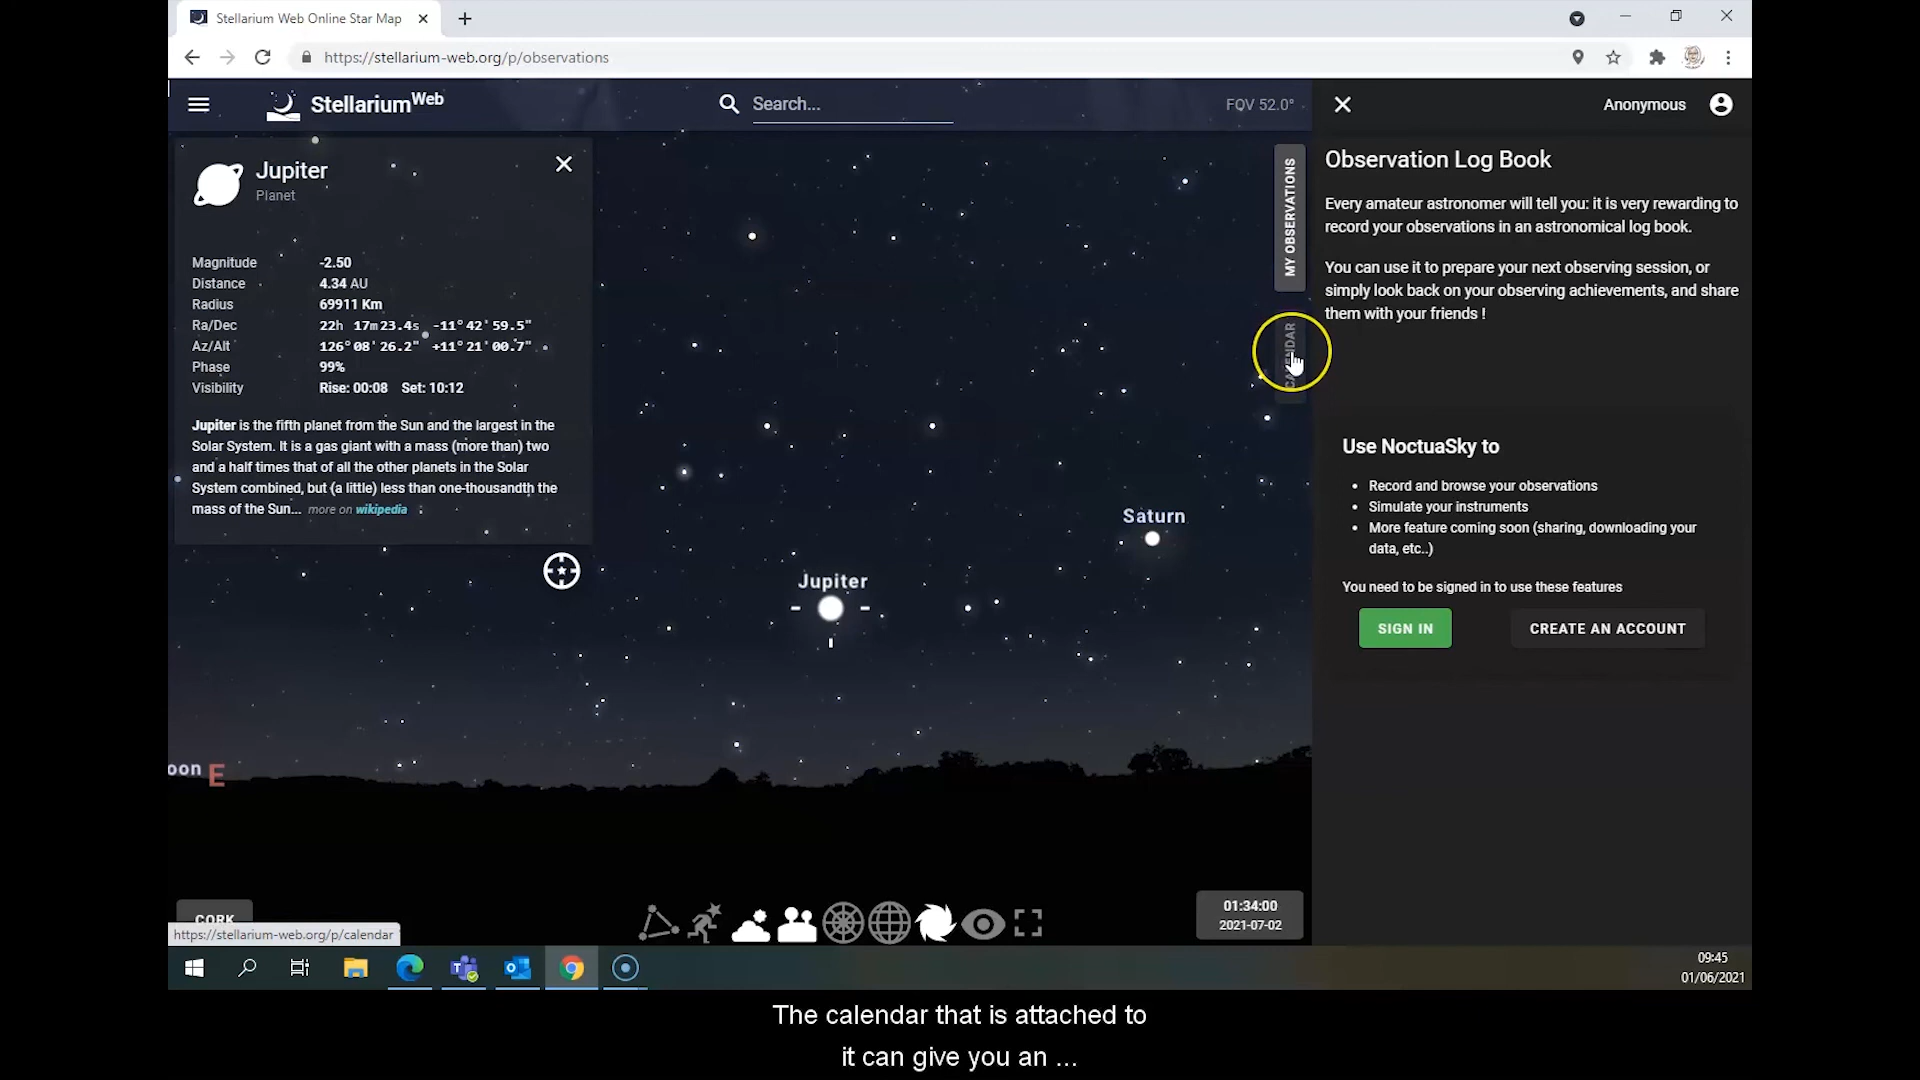 Stellarium Web Online Star Map
https://stellarium-web.org/p/observations
StellariumWeb
Search...
FOV 52.0°
Anonymous
Jupiter
Planet
Magnitude -2.50
Distance 4.34 AU
Radius 69911 Km
Ra/Dec 22h 17m 23.4s -11°42'59.5"
Az/Alt 126°08'26.2" +11°21'00.7"
Phase 99%
Visibility Rise: 00:08 Set: 10:12
Jupiter is the fifth planet from the Sun and the largest in the
Solar System. It is a gas giant with a mass (more than) two
and a half times that of all the other planets in the Solar
System combined, but (a little) less than one-thousandth the
mass of the Sun... more on wikipedia
MY OBSERVATIONS
CALENDAR
Observation Log Book
Every amateur astronomer will tell you: it is very rewarding to
record your observations in an astronomical log book.
You can use it to prepare your next observing session, or
simply look back on your observing achievements, and share
them with your friends !
Use NoctuaSky to
• Record and browse your observations
• Simulate your instruments
• More feature coming soon (sharing, downloading your
data, etc..)
You need to be signed in to use these features
SIGN IN
CREATE AN ACCOUNT
Saturn
Jupiter
oon E
CORK
https://stellarium-web.org/p/calendar
01:34:00
2021-07-02
09:45
01/06/2021
The calendar that is attached to
it can give you an ...